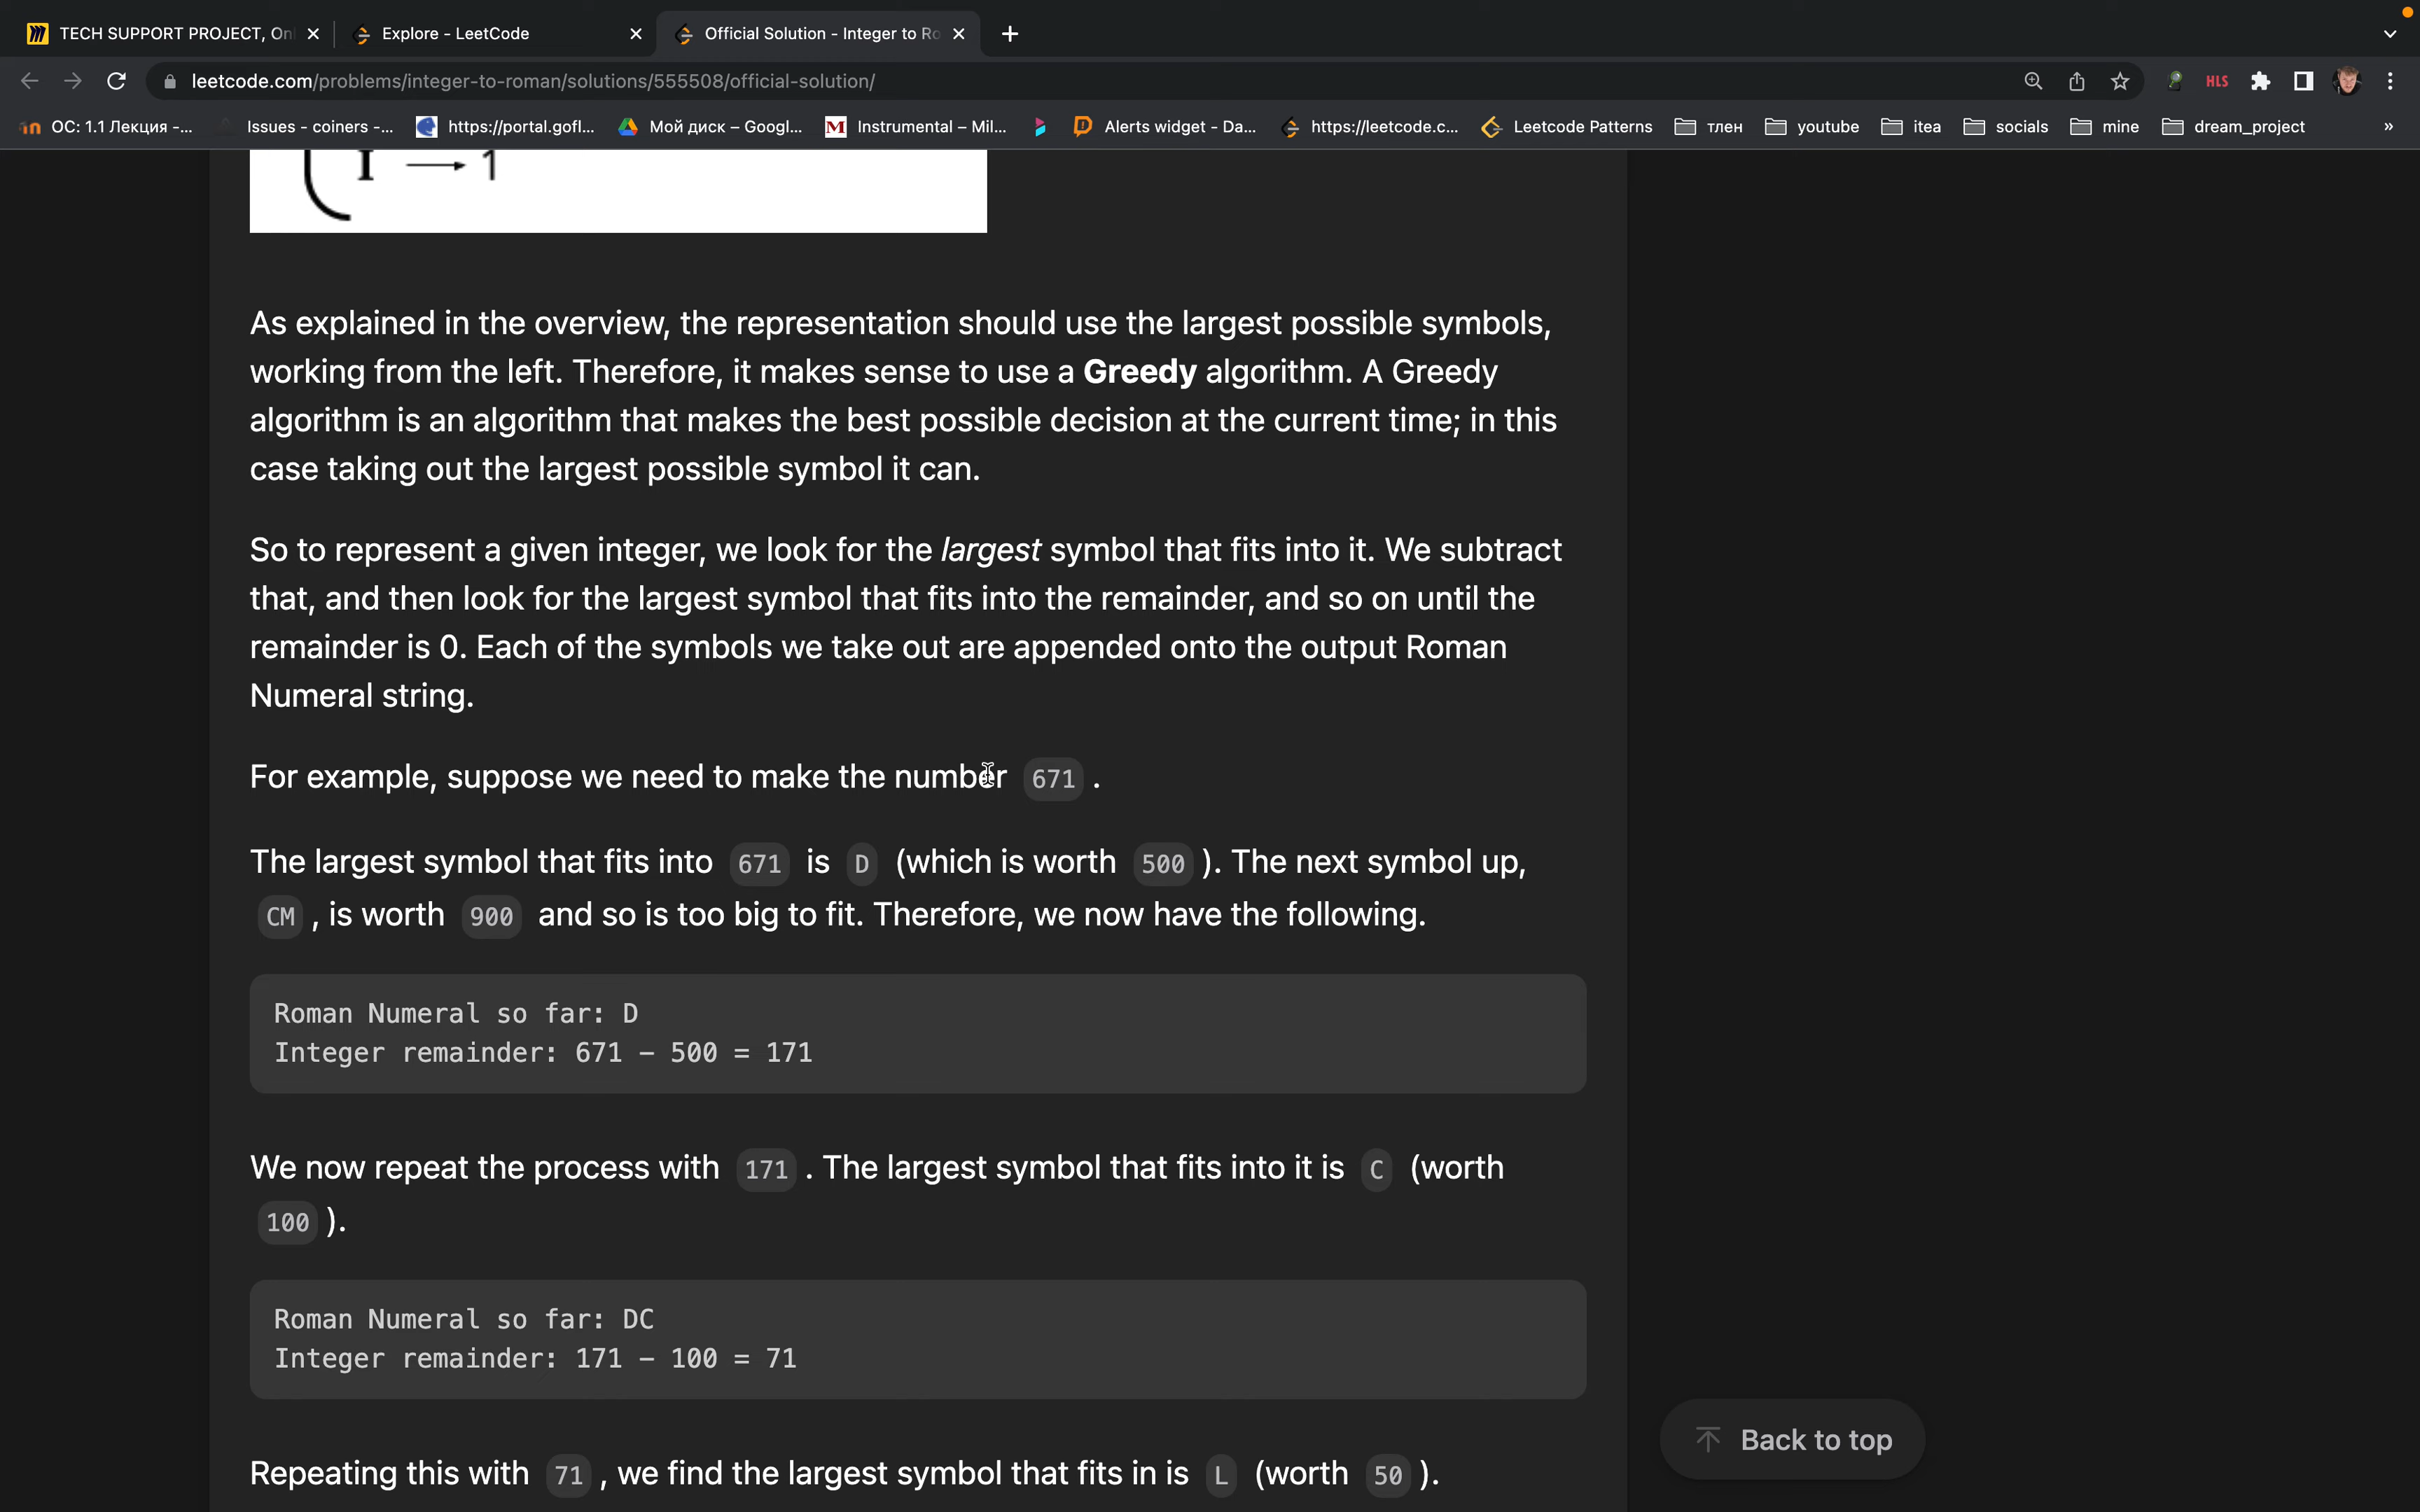 TECH SUPPORT PROJECT, Onl
Explore - LeetCode
Official Solution - Integer to Ro
leetcode.com/problems/integer-to-roman/solutions/555508/official-solution/
HLS
ОС: 1.1 Лекция -...
Issues - coiners -...
https://portal.gofl...
Мой диск – Googl...
Instrumental – Mil...
Alerts widget - Da...
https://leetcode.c...
Leetcode Patterns
тлен
youtube
itea
socials
mine
dream_project
»
I → 1
As explained in the overview, the representation should use the largest possible symbols,
working from the left. Therefore, it makes sense to use a Greedy algorithm. A Greedy
algorithm is an algorithm that makes the best possible decision at the current time; in this
case taking out the largest possible symbol it can.
So to represent a given integer, we look for the largest symbol that fits into it. We subtract
that, and then look for the largest symbol that fits into the remainder, and so on until the
remainder is 0. Each of the symbols we take out are appended onto the output Roman
Numeral string.
For example, suppose we need to make the number 671 .
The largest symbol that fits into 671 is D (which is worth 500 ). The next symbol up,
CM , is worth 900 and so is too big to fit. Therefore, we now have the following.
Roman Numeral so far: D
Integer remainder: 671 - 500 = 171
We now repeat the process with 171 . The largest symbol that fits into it is C (worth
100 ).
Roman Numeral so far: DC
Integer remainder: 171 - 100 = 71
Repeating this with 71 , we find the largest symbol that fits in is L (worth 50 ).
Back to top